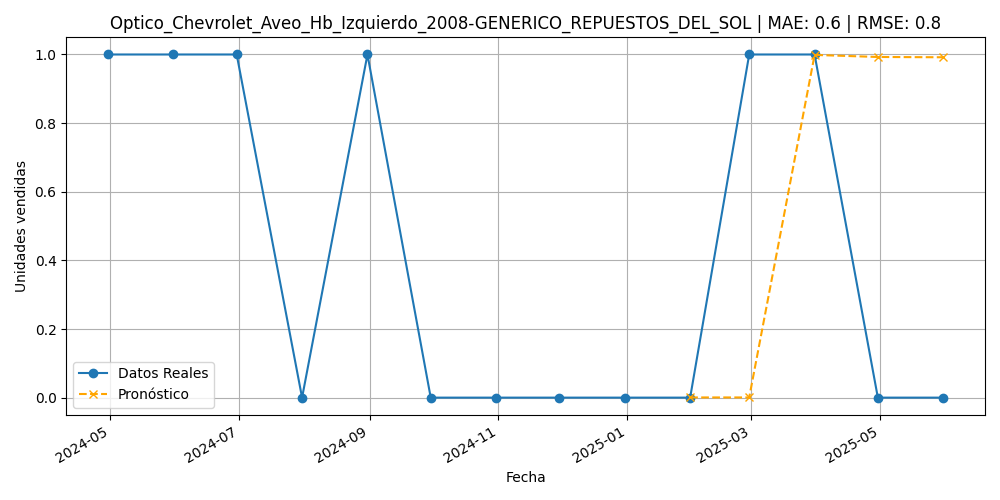 Optico_Chevrolet_Aveo_Hb_Izquierdo_2008-GENERICO_REPUESTOS_DEL_SOL | MAE: 0.6 | RMSE: 0.8
Unidades vendidas
1.0
0.8
0.6
0.4
0.2
0.0
Datos Reales
Pronóstico
2024-05
2024-07
2024-09
2024-11
2025-01
2025-03
2025-05
Fecha